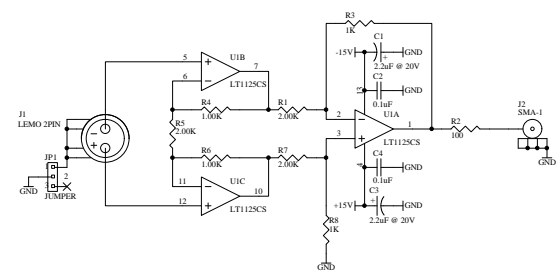 R3
1K
C1
-15V
GND
2.2uF @ 20V
C2
GND
0.1uF
5
U1B
7
6
LT1125CS
R4
1.00K
R1
2.00K
2
U1A
1
3
LT1125CS
R2
100
J2
SMA-1
GND
J1
LEMO 2PIN
R5
2.00K
R6
1.00K
R7
2.00K
JP1
2
GND
JUMPER
11
U1C
10
12
LT1125CS
C4
GND
0.1uF
C3
+15V
GND
2.2uF @ 20V
R8
1K
GND